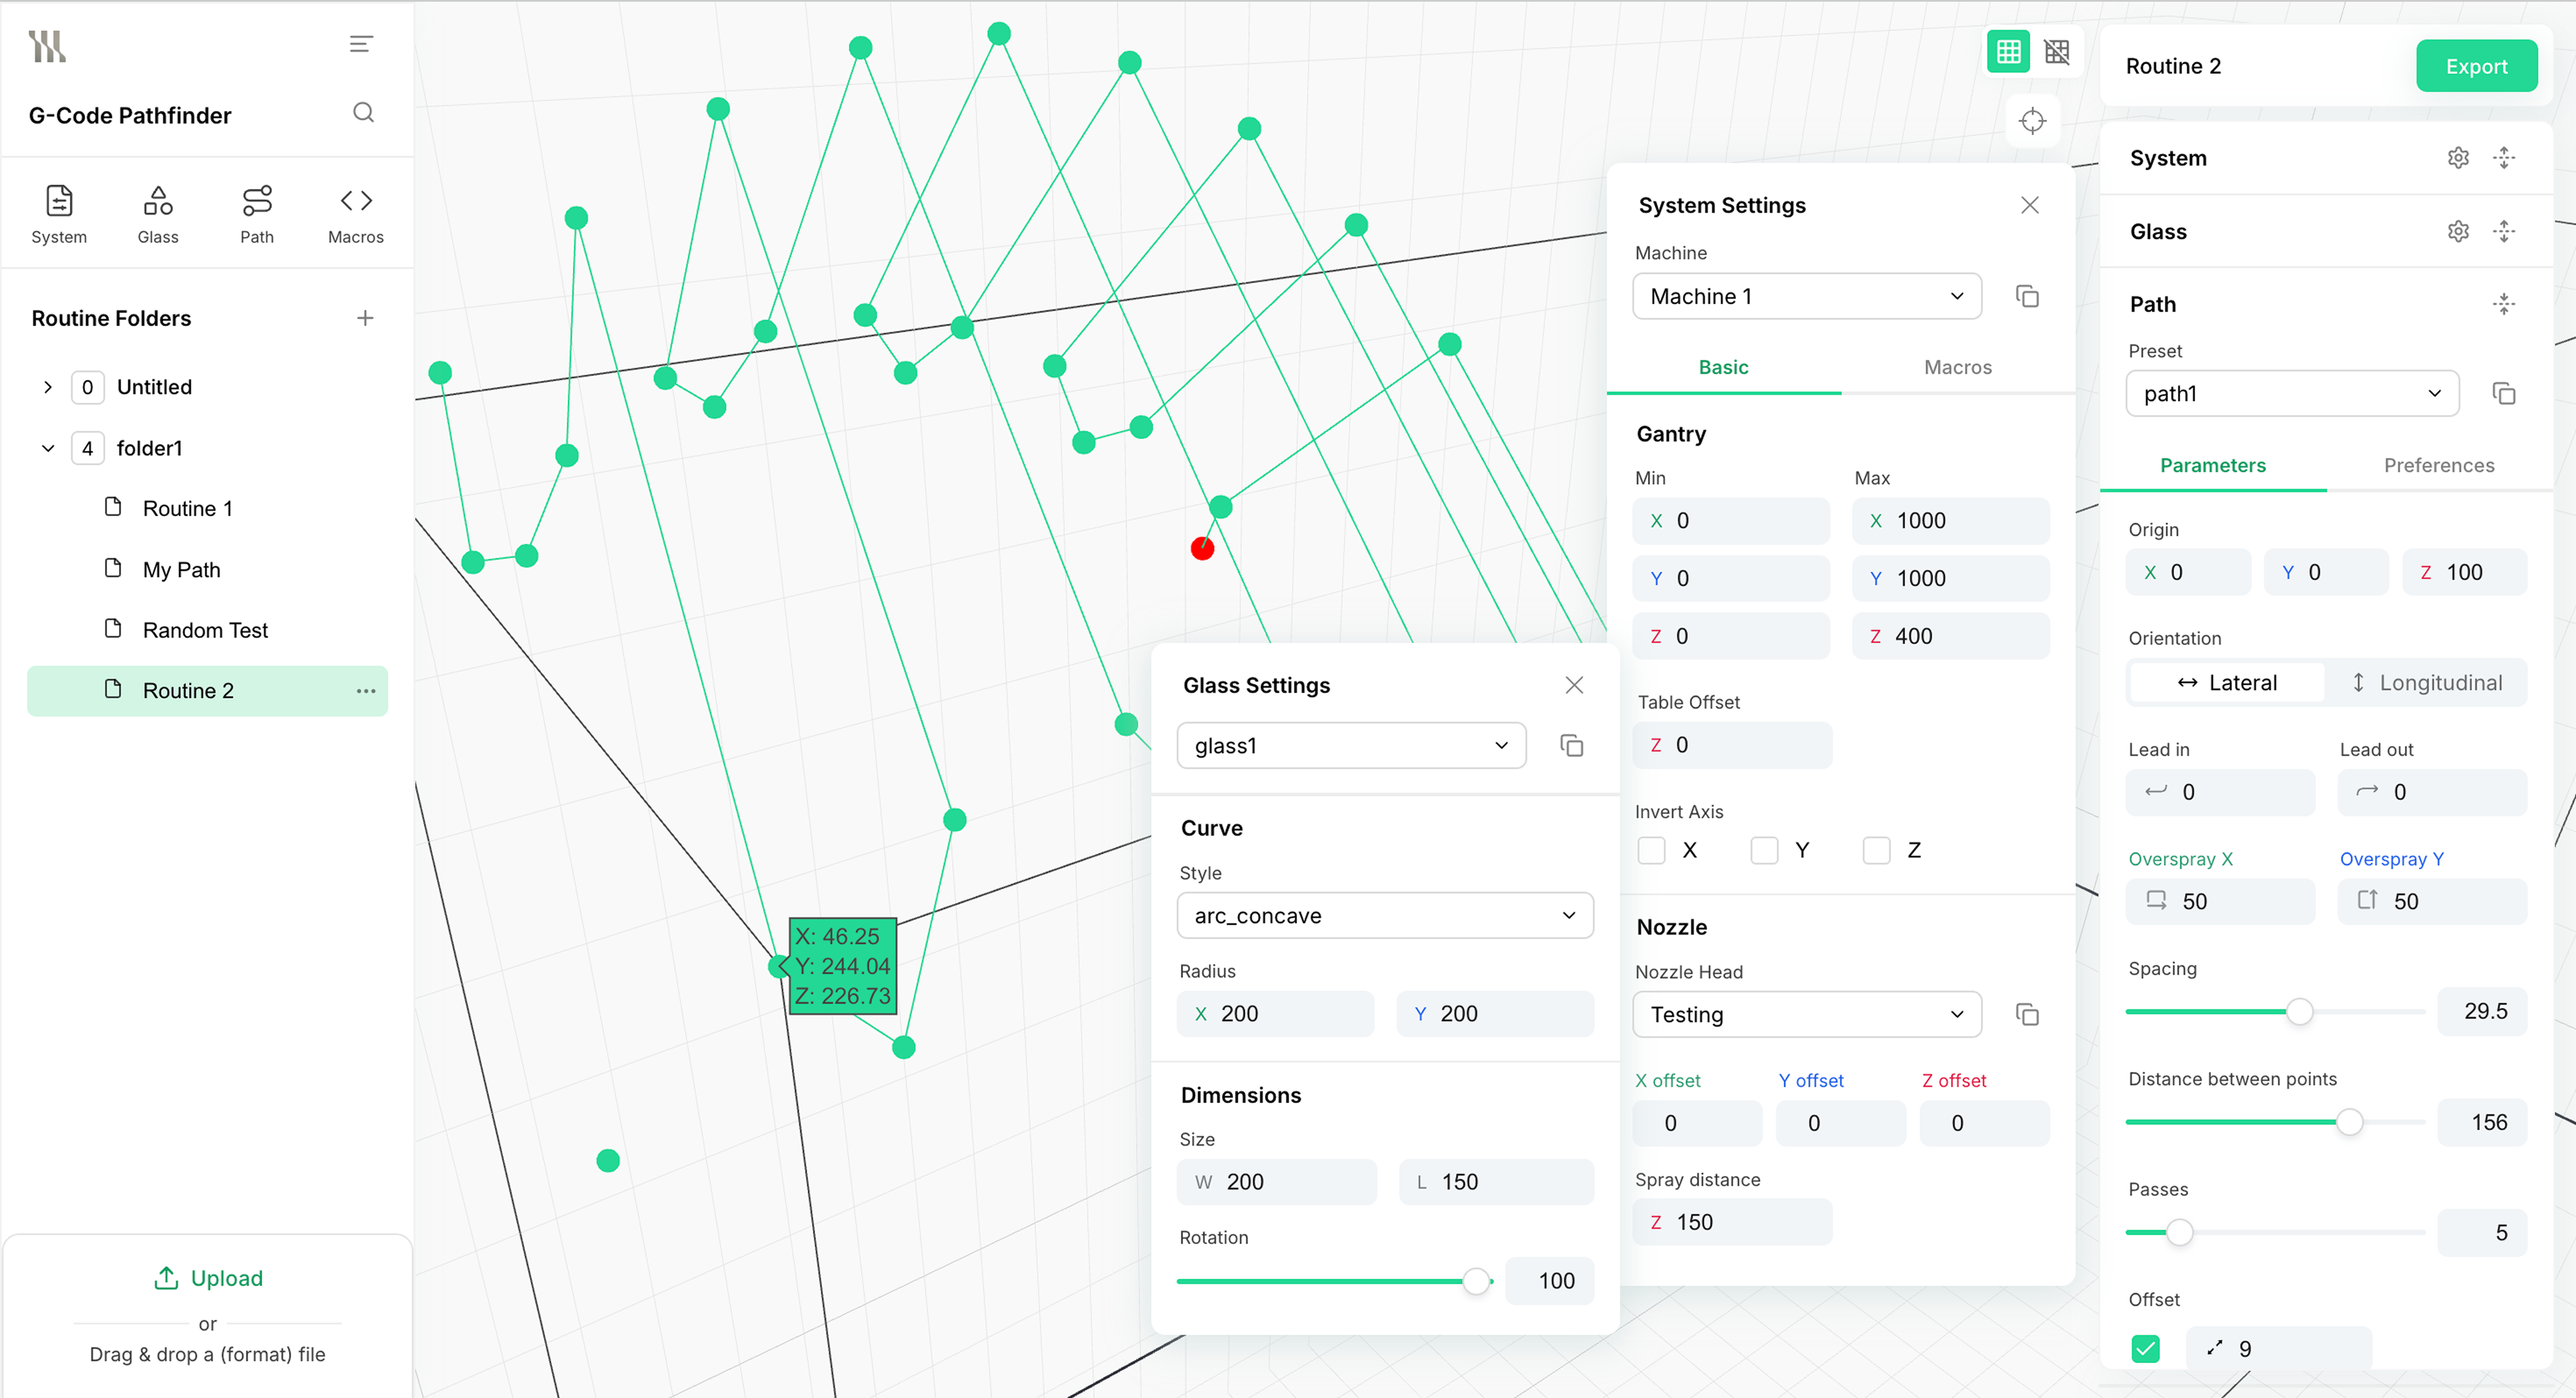 G-Code Pathfinder
System
Glass
Path
Macros
Routine Folders
0 Untitled
4 folder1
Routine 1
My Path
Random Test
Routine 2
Upload
or
Drag & drop a (format) file
X: 46.25
Y: 244.04
Z: 226.73
Glass Settings
glass1
Curve
Style
arc_concave
Radius
X 200 Y 200
Dimensions
Size
W 200 L 150
Rotation
100
System Settings
Machine
Machine 1
Basic Macros
Gantry
Min Max
X 0 X 1000
Y 0 Y 1000
Z 0 Z 400
Table Offset
Z 0
Invert Axis
X Y Z
Nozzle
Nozzle Head
Testing
X offset Y offset Z offset
0 0 0
Spray distance
Z 150
Routine 2 Export
System
Glass
Path
Preset
path1
Parameters Preferences
Origin
X 0 Y 0 Z 100
Orientation
Lateral Longitudinal
Lead in Lead out
0 0
Overspray X Overspray Y
50 50
Spacing
29.5
Distance between points
156
Passes
5
Offset
9